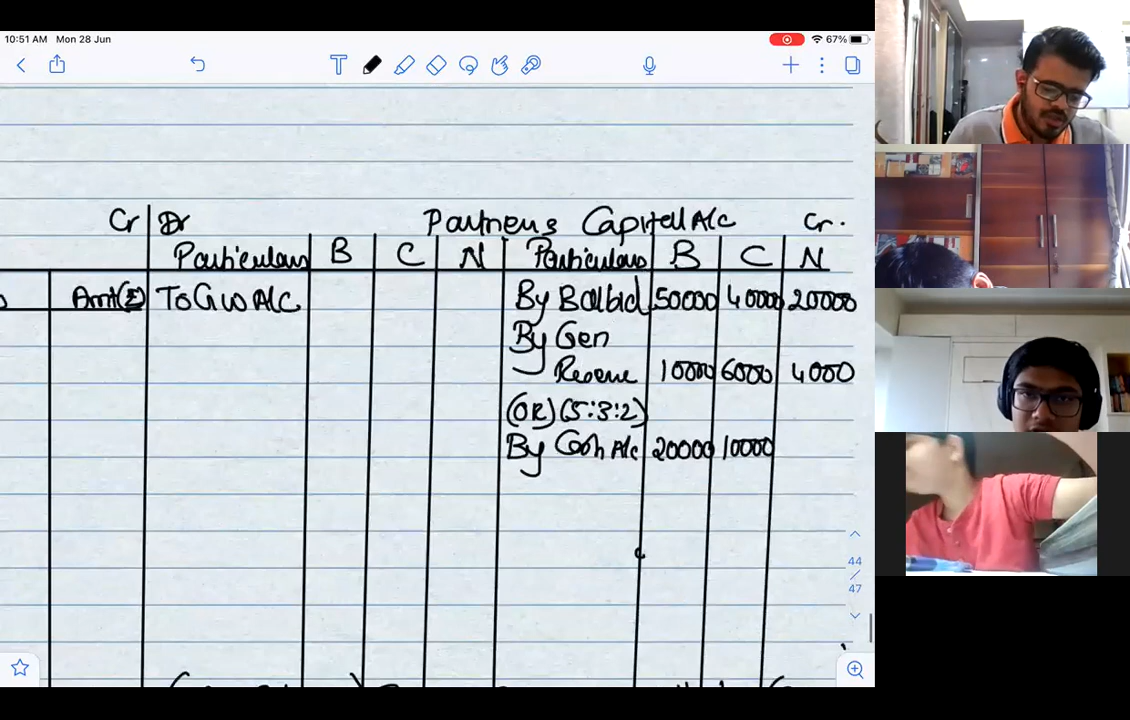 10:51 AM Mon 28 Jun
67%
Cr Dr Partners Capital A/c Cr.
Particulars B C N Particulars B C N
Amt(₹) To G/w A/c By Bal b/d 50000 40000 20000
By Gen
Reserve 10000 6000 4000
(OR) (5:3:2)
By Cash A/c 20000 10000
44
/
47